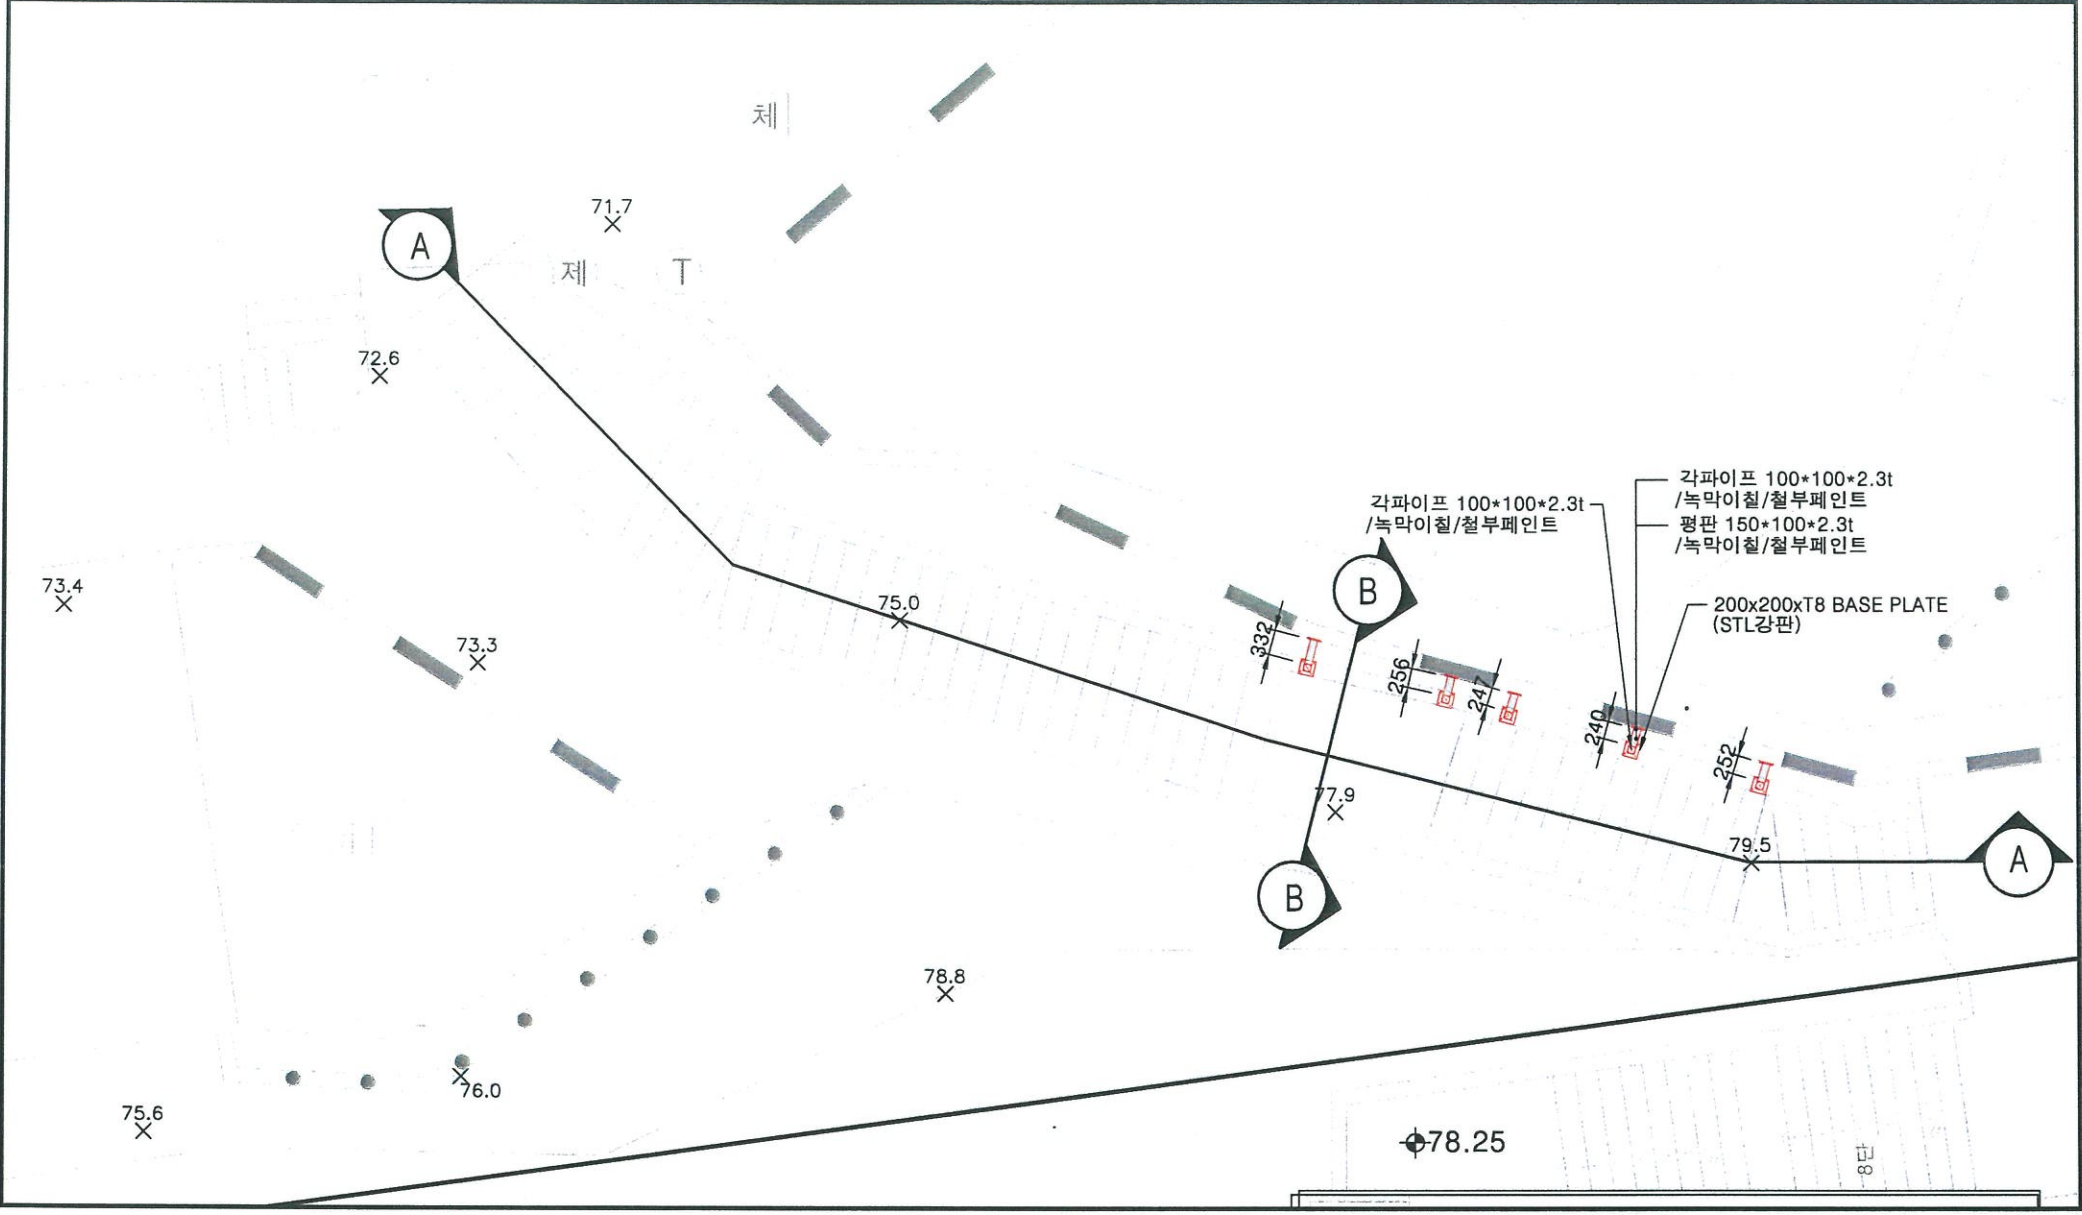 체
71.7
A
제 T
72.6
각파이프 100*100*2.3t
/녹막이칠/철부페인트
평판 150*100*2.3t
/녹막이칠/철부페인트
각파이프 100*100*2.3t
/녹막이칠/철부페인트
B
73.4
75.0
200x200xT8 BASE PLATE
(STL강판)
73.3
332
256
247
240
252
77.9
79.5
A
B
78.8
76.0
75.6
78.25
8단